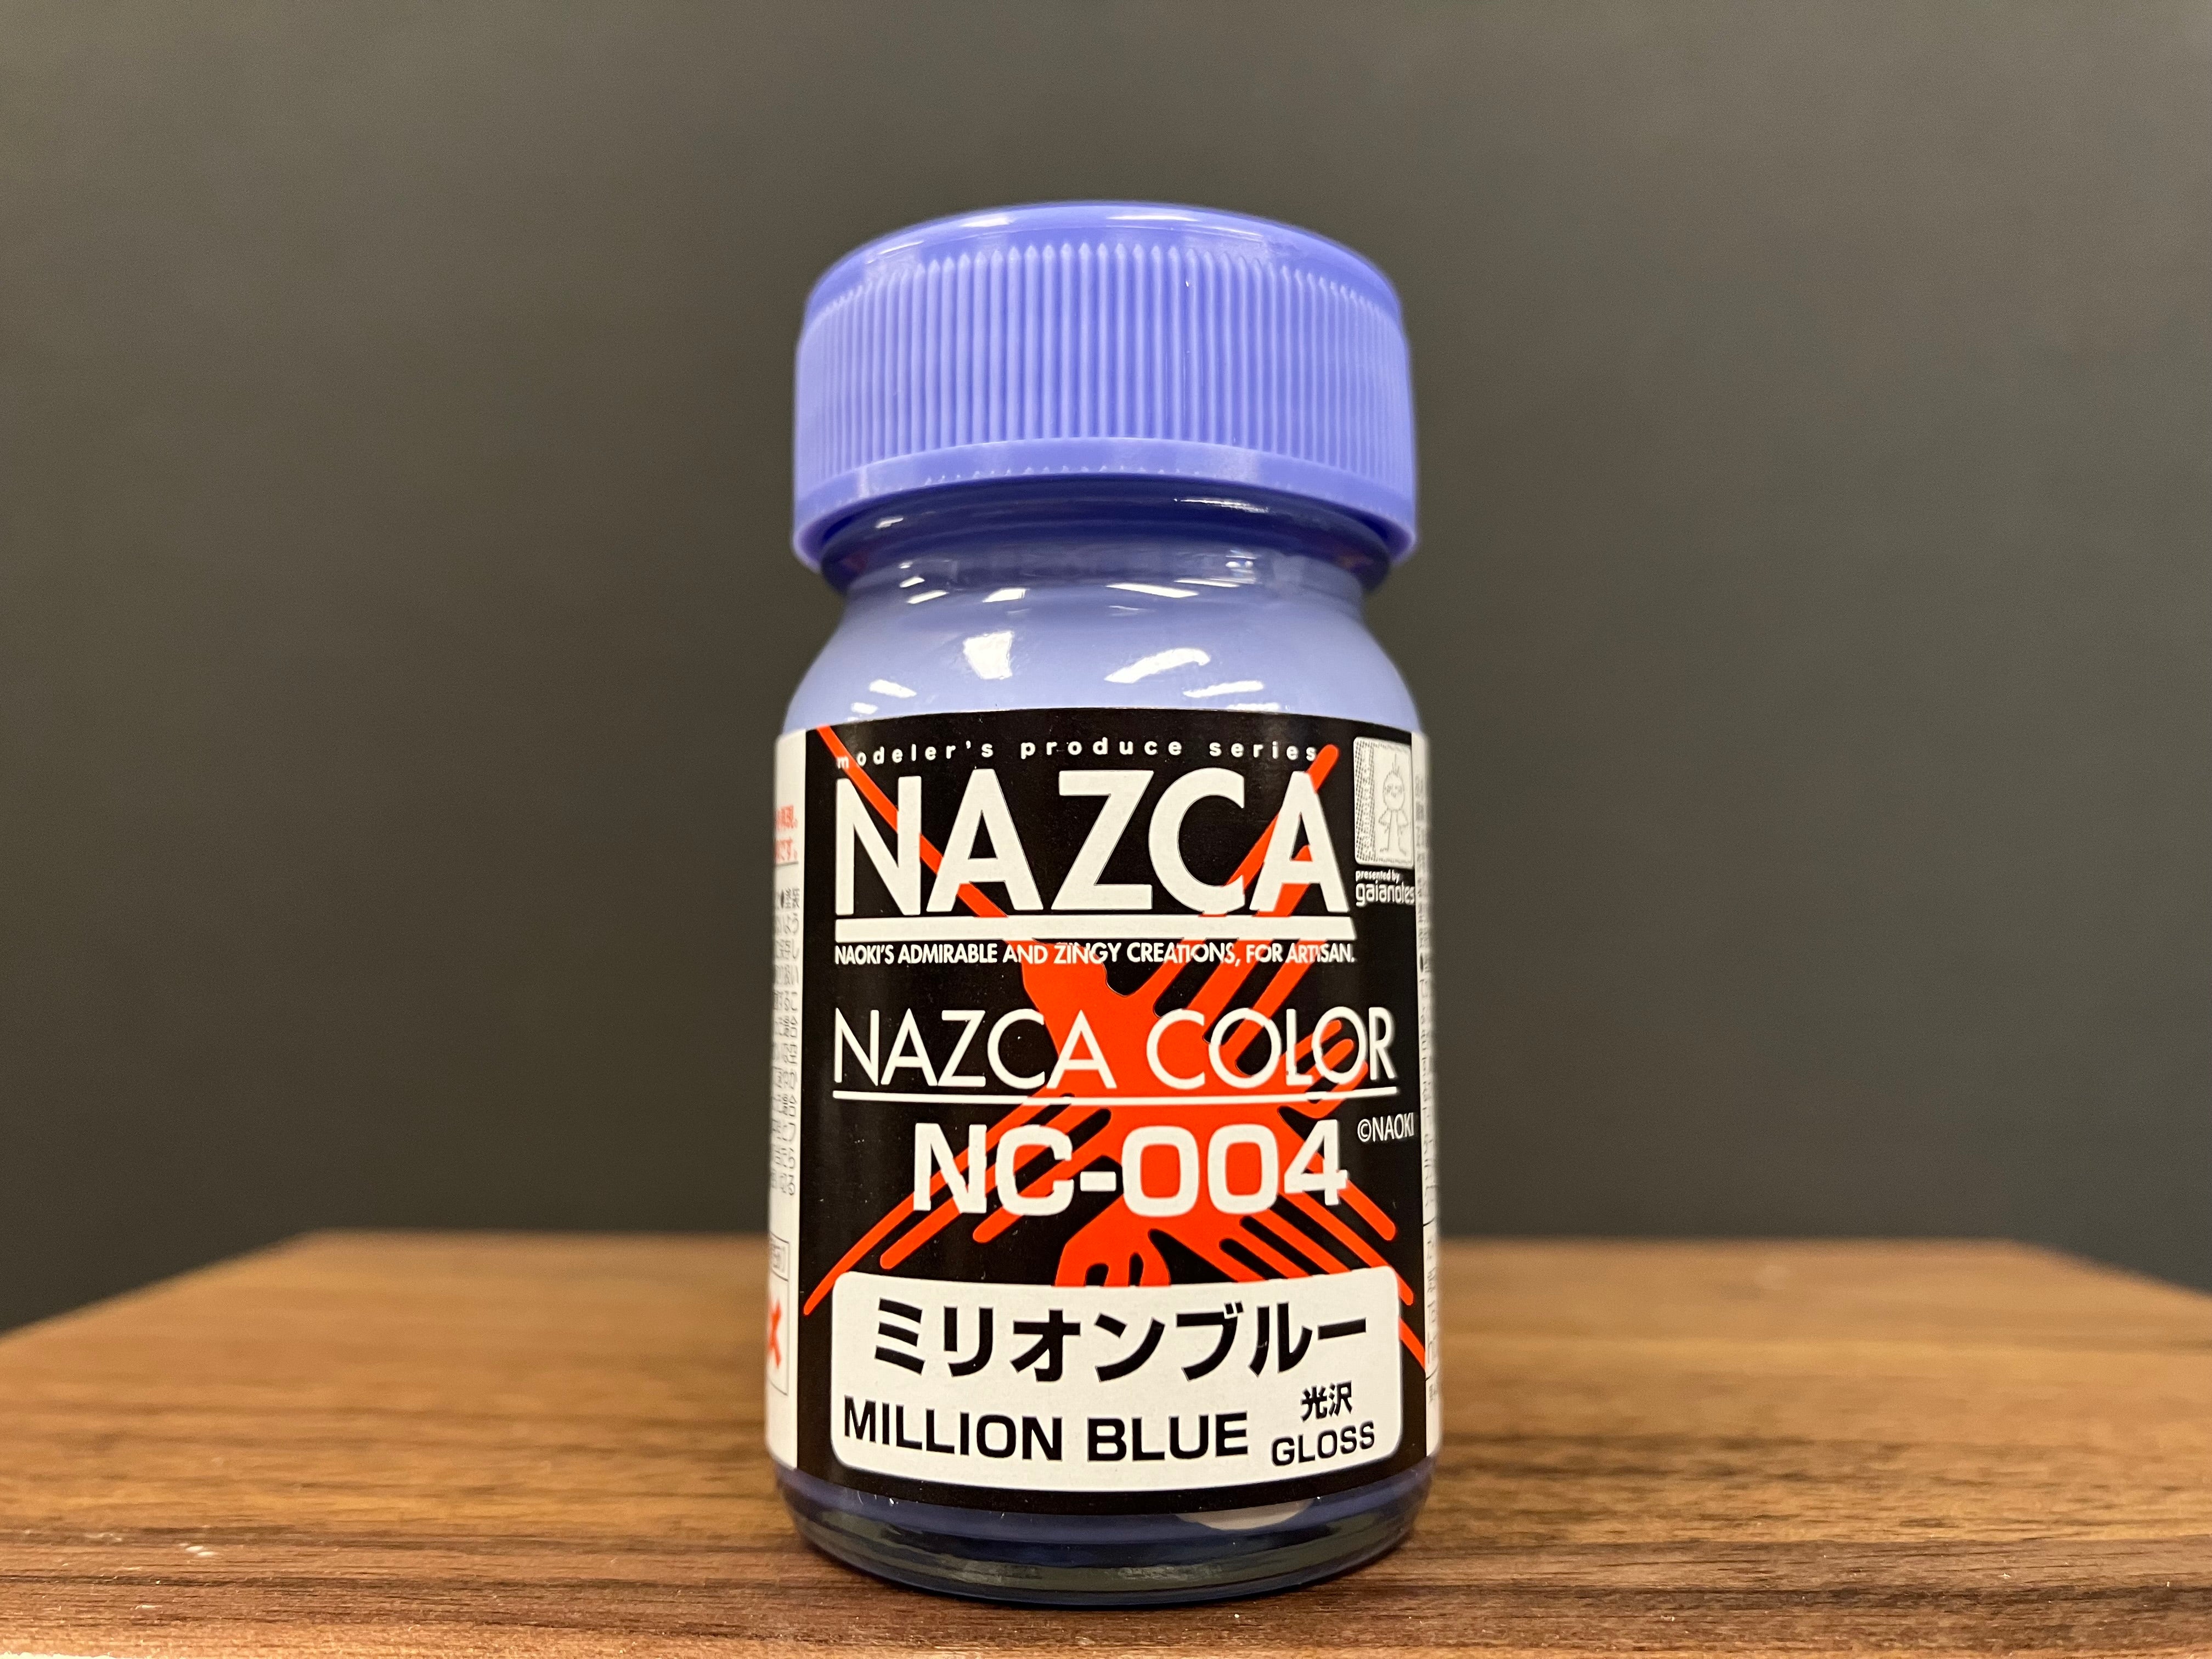 modeler's produce series
NAZCA
presented by
gaianotes
NAOKI'S ADMIRABLE AND ZINGY CREATIONS, FOR ARTISAN.
NAZCA COLOR
©NAOKI
NC-004
ミリオンブルー
MILLION BLUE
光沢
GLOSS